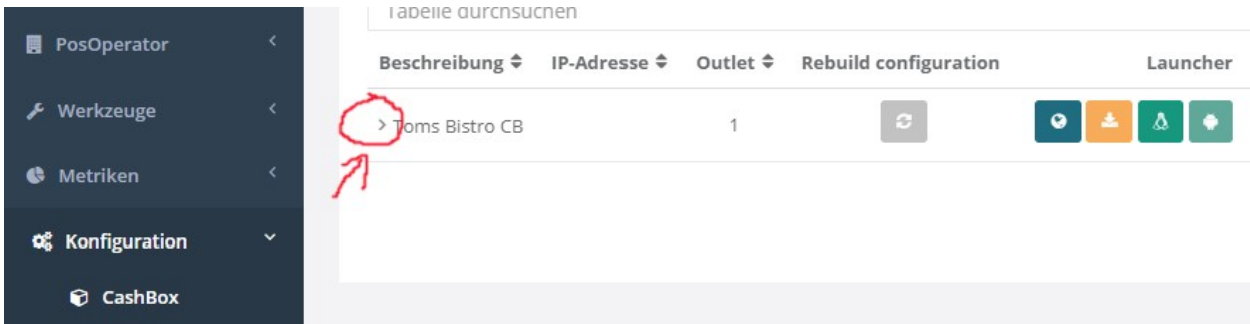 Tabelle durchsuchen
PosOperator
Beschreibung IP-Adresse Outlet Rebuild configuration Launcher
Werkzeuge
Toms Bistro CB 1
Metriken
Konfiguration
CashBox